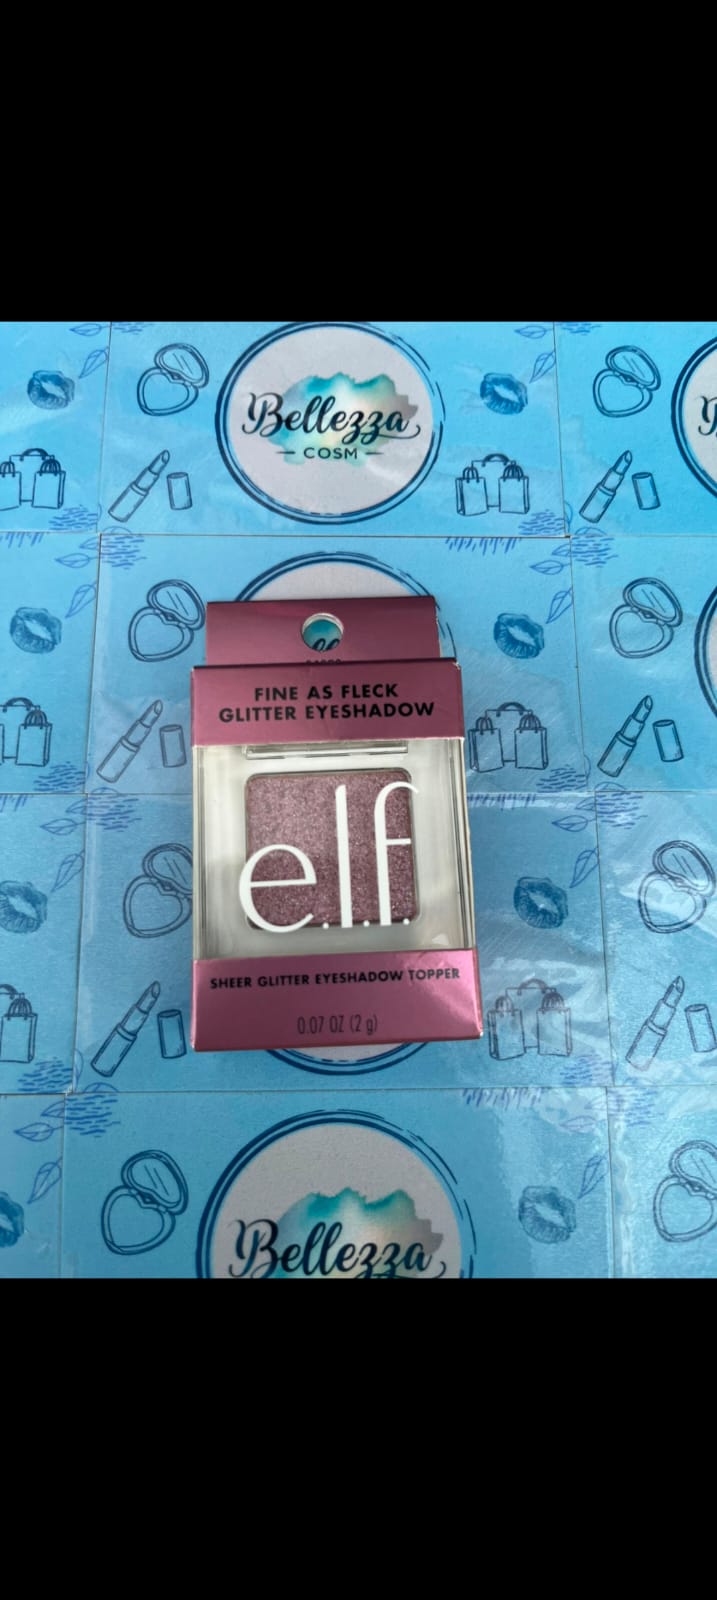 Bellezza
COSM
FINE AS FLECK
GLITTER EYESHADOW
e.l.f.
SHEER GLITTER EYESHADOW TOPPER
0.07 OZ (2 g)
Bellezza